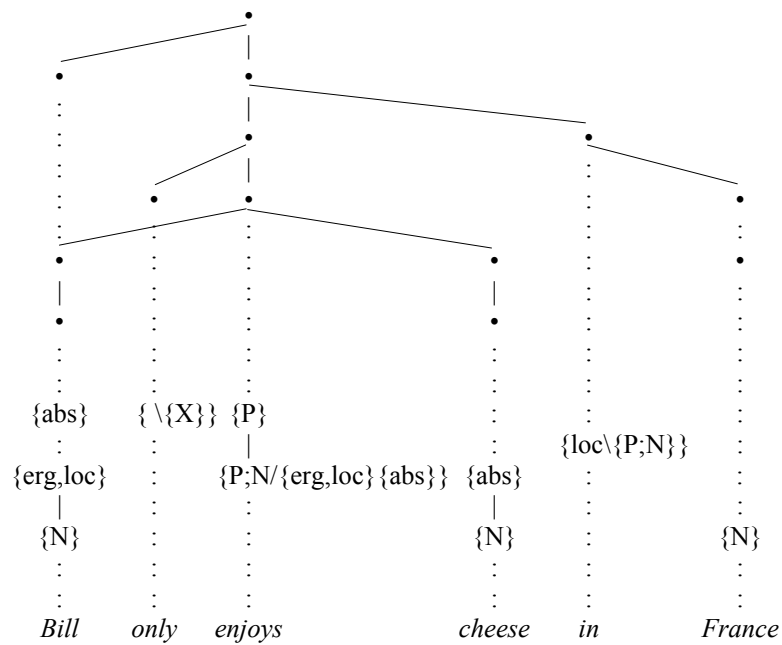 {abs} { \{X}} {P}
{loc\{P;N}}
{erg,loc} {P;N/{erg,loc}{abs}} {abs}
{N} {N} {N}
Bill only enjoys cheese in France